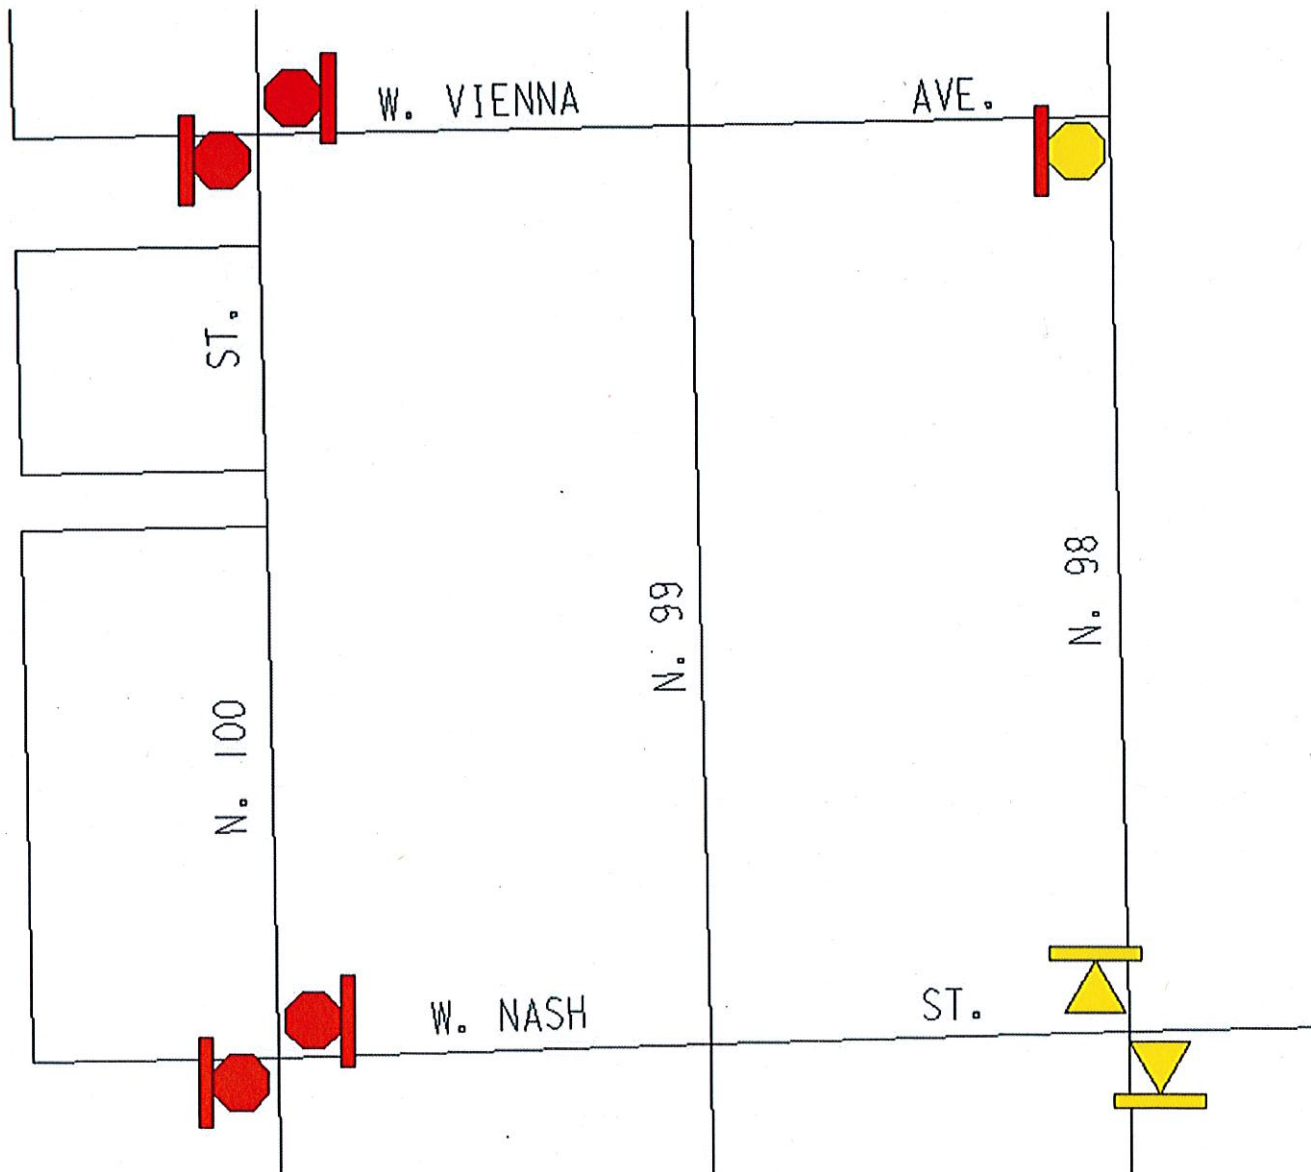 W. VIENNA AVE.
ST.
N. 98
N. 99
N. 100
W. NASH ST.